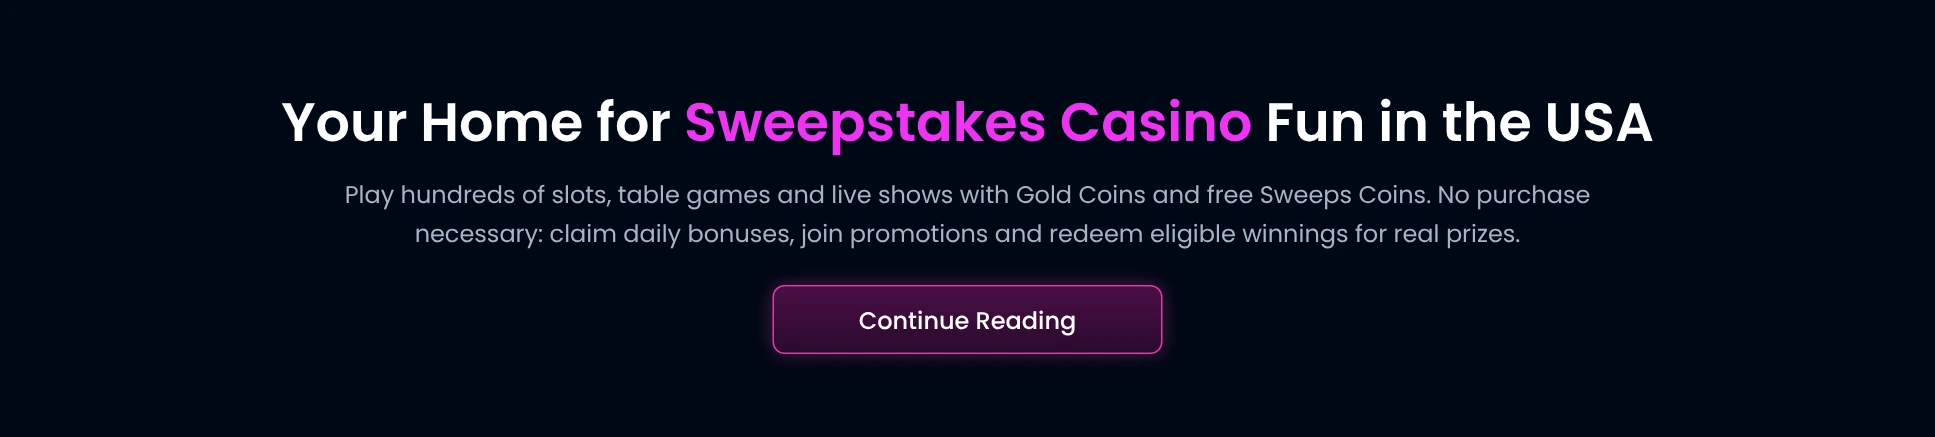 Your Home for Sweepstakes Casino Fun in the USA
Play hundreds of slots, table games and live shows with Gold Coins and free Sweeps Coins. No purchase
necessary: claim daily bonuses, join promotions and redeem eligible winnings for real prizes.
Continue Reading